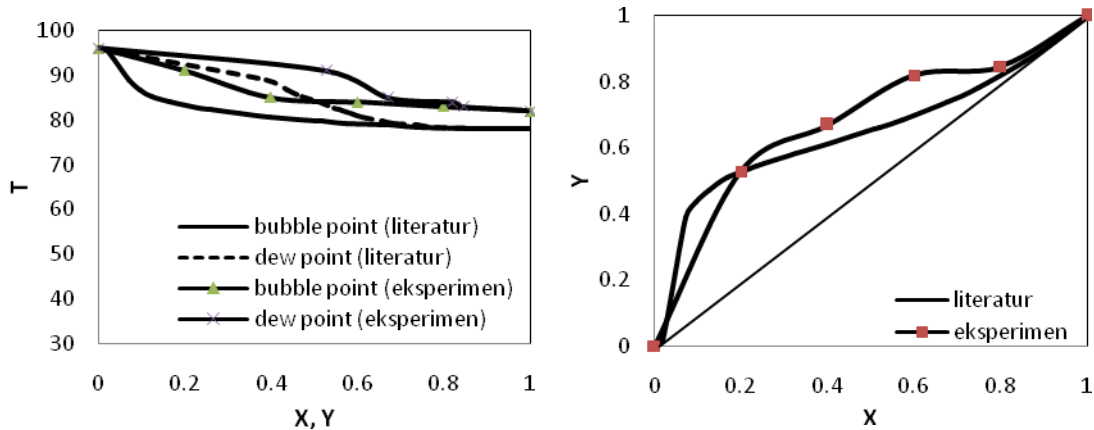 100
90
80
70
60
50
40
30
T
bubble point (literatur)
dew point (literatur)
bubble point (eksperimen)
dew point (eksperimen)
0 0.2 0.4 0.6 0.8 1
X, Y
1
0.8
0.6
0.4
0.2
0
Y
literatur
eksperimen
0 0.2 0.4 0.6 0.8 1
X